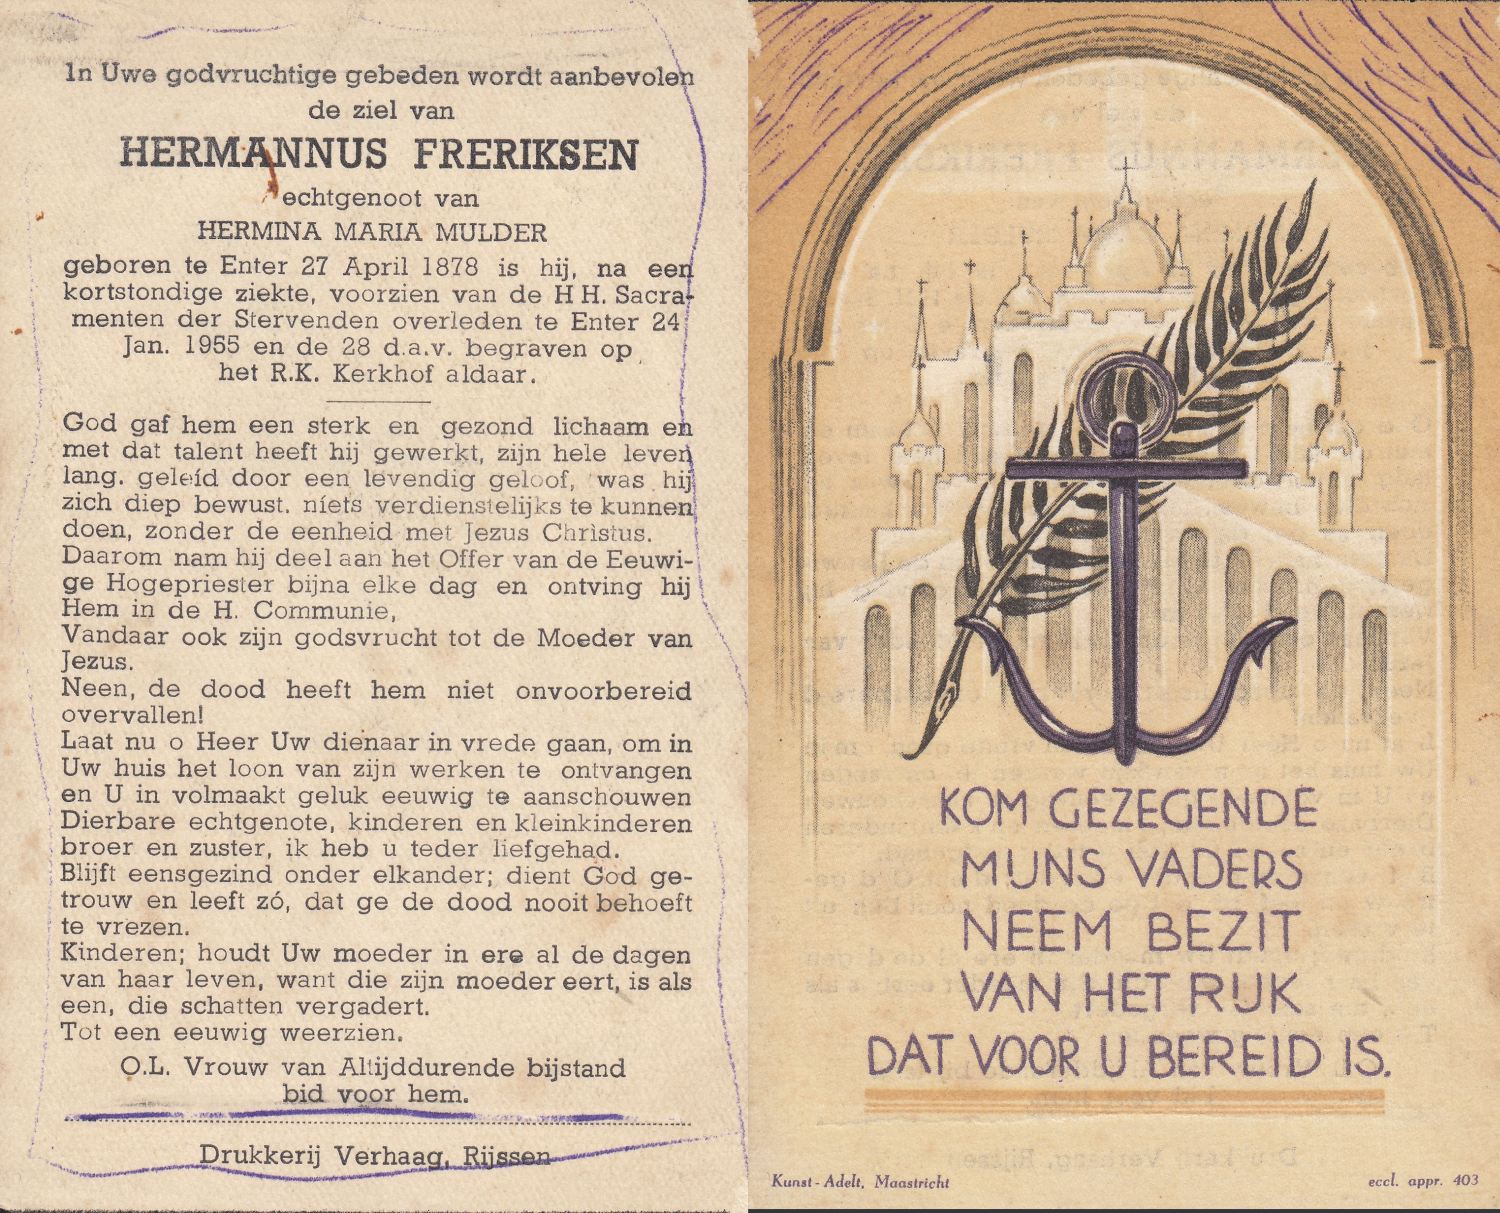 In Uwe godvruchtige gebeden wordt aanbevolen
de ziel van
HERMANNUS FRERIKSEN
echtgenoot van
HERMINA MARIA MULDER
geboren te Enter 27 April 1878 is hij, na een
kortstondige ziekte, voorzien van de H H. Sacra-
menten der Stervenden overleden te Enter 24
Jan. 1955 en de 28 d.a.v. begraven op
het R.K. Kerkhof aldaar.
God gaf hem een sterk en gezond lichaam en
met dat talent heeft hij gewerkt, zijn hele leven
lang. geleíd door een levendig geloof, was hij
zich diep bewust. níets verdienstelijks te kunnen
doen, zonder de eenheid met Jezus Christus.
Daarom nam hij deel aan het Offer van de Eeuwi-
ge Hogepriester bijna elke dag en ontving hij
Hem in de H. Communie,
Vandaar ook zijn godsvrucht tot de Moeder van
Jezus.
Neen, de dood heeft hem niet onvoorbereid
overvallen!
Laat nu o Heer Uw dienaar in vrede gaan, om in
Uw huis het loon van zijn werken te ontvangen
en U in volmaakt geluk eeuwig te aanschouwen
Dierbare echtgenote, kinderen en kleinkinderen
broer en zuster, ik heb u teder liefgehad.
Blijft eensgezind onder elkander; dient God ge-
trouw en leeft zó, dat ge de dood nooit behoeft
te vrezen.
Kinderen; houdt Uw moeder in ere al de dagen
van haar leven, want die zijn moeder eert, is als
een, die schatten vergadert.
Tot een eeuwig weerzien.
O.L. Vrouw van Altijddurende bijstand
bid voor hem.
Drukkerij Verhaag, Rijssen
KOM GEZEGENDE
MIJNS VADERS
NEEM BEZIT
VAN HET RIJK
DAT VOOR U BEREID IS.
Kunst-Adelt, Maastricht
eccl. appr. 403